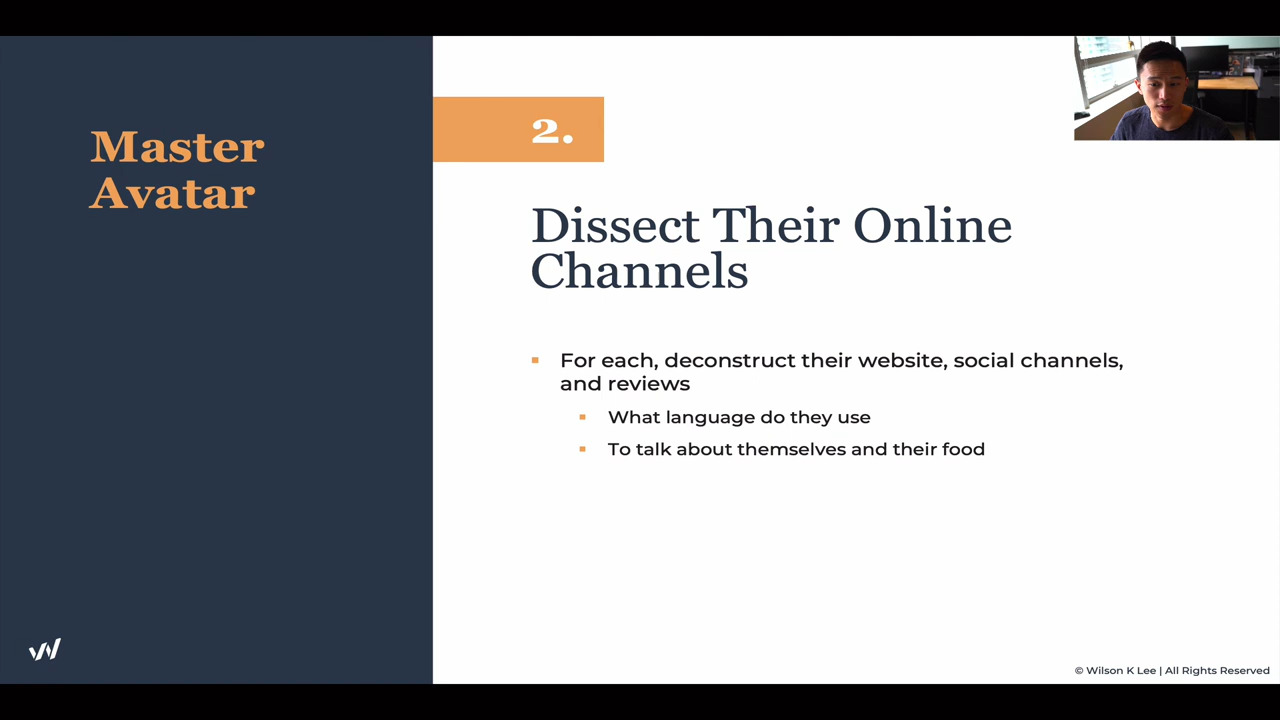 Master
Avatar
2.
Dissect Their Online
Channels
For each, deconstruct their website, social channels,
and reviews
What language do they use
To talk about themselves and their food
© Wilson K Lee | All Rights Reserved